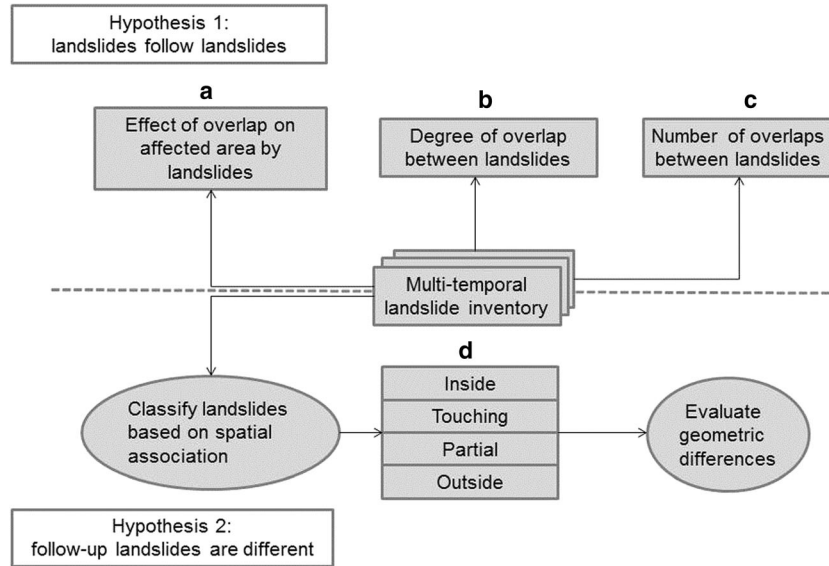 Hypothesis 1:
landslides follow landslides
a
Effect of overlap on
affected area by
landslides
b
Degree of overlap
between landslides
c
Number of overlaps
between landslides
Multi-temporal
landslide inventory
d
Classify landslides
based on spatial
association
Inside
Touching
Partial
Outside
Evaluate
geometric
differences
Hypothesis 2:
follow-up landslides are different